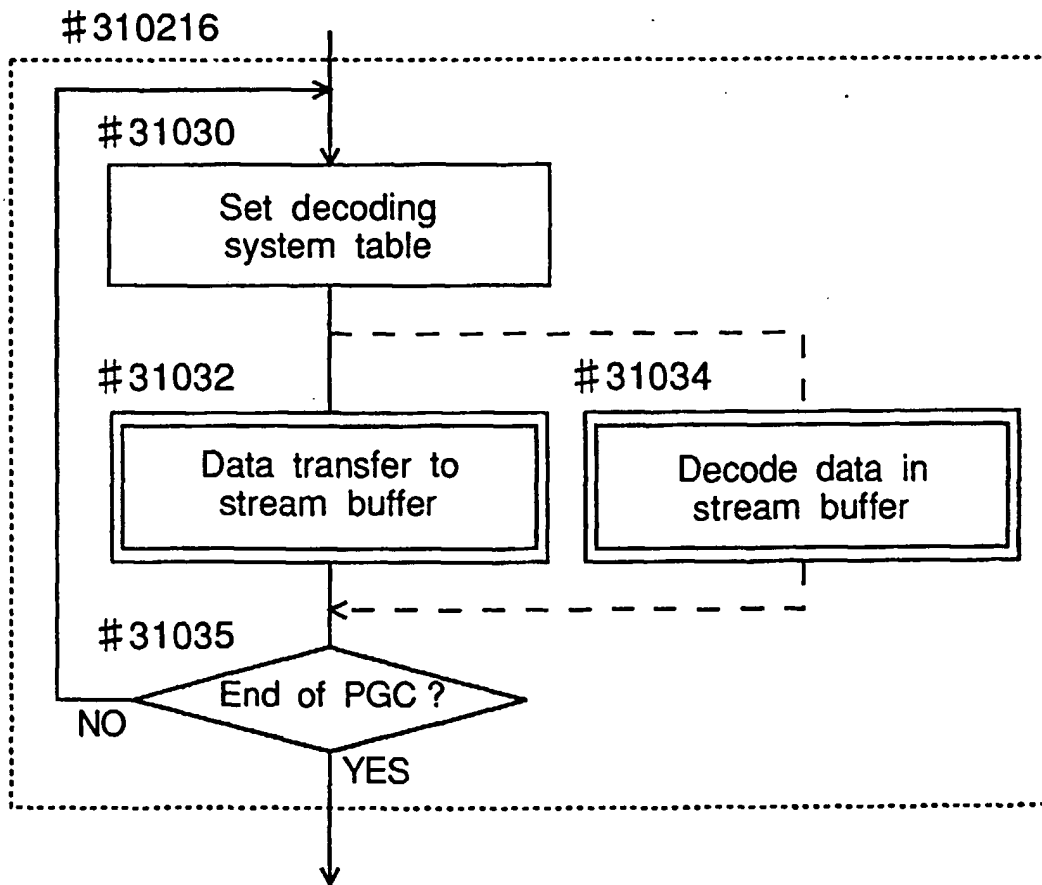 #310216
#31030
Set decoding
system table
#31032
#31034
Data transfer to
stream buffer
Decode data in
stream buffer
#31035
End of PGC ?
NO
YES